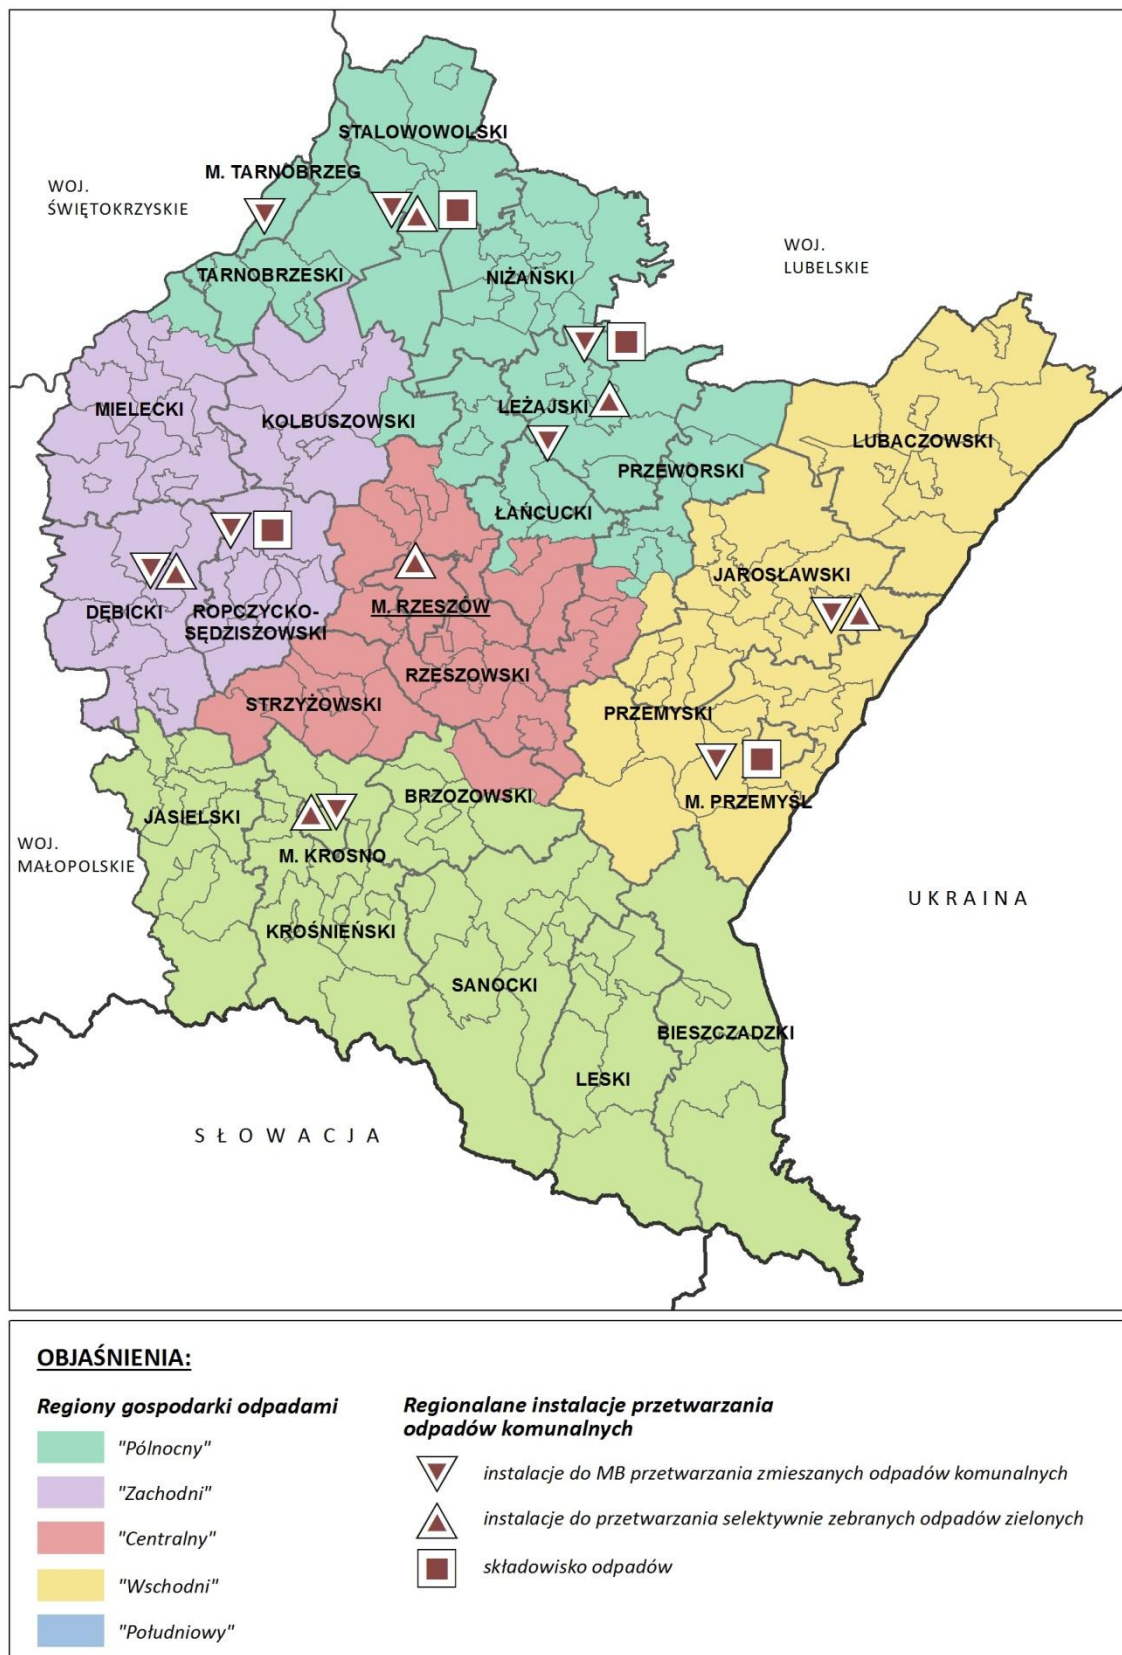 STALOWOWOLSKI
M. TARNOBRZEG
WOJ.
ŚWIĘTOKRZYSKIE
WOJ.
LUBELSKIE
TARNOBRZESKI
NIŻAŃSKI
MIELECKI
KOLBUSZOWSKI
LEŻAJSKI
LUBACZOWSKI
PRZEWORSKI
ŁAŃCUCKI
JAROSŁAWSKI
DĘBICKI
ROPCZYCKO-
SĘDZISZOWSKI
M. RZESZÓW
RZESZOWSKI
STRZYŻOWSKI
PRZEMYSKI
M. PRZEMYŚL
BRZOZOWSKI
JASIELSKI
WOJ.
MAŁOPOLSKIE
M. KROSNO
UKRAINA
KROŚNIEŃSKI
SANOCKI
BIESZCZADZKI
LESKI
SŁOWACJA
OBJAŚNIENIA:
Regiony gospodarki odpadami
"Północny"
"Zachodni"
"Centralny"
"Wschodni"
"Południowy"
Regionalane instalacje przetwarzania
odpadów komunalnych
instalacje do MB przetwarzania zmieszanych odpadów komunalnych
instalacje do przetwarzania selektywnie zebranych odpadów zielonych
składowisko odpadów